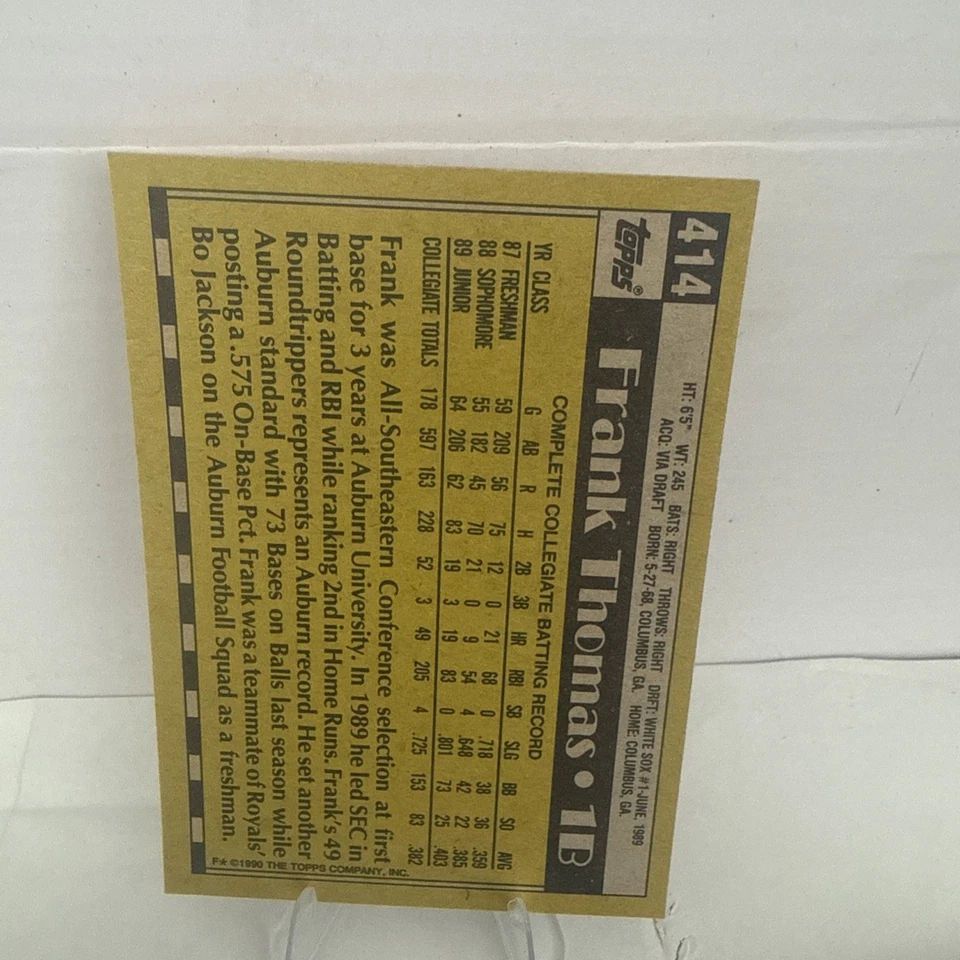 414
HT: 6'5" WT: 245 BATS: RIGHT THROWS: RIGHT DRFT: WHITE SOX #1-JUNE, 1989
ACQ: VIA DRAFT BORN: 5-27-68, COLUMBUS, GA. HOME: COLUMBUS, GA.
topps® Frank Thomas • 1B
COMPLETE COLLEGIATE BATTING RECORD
YR CLASS G AB R H 2B 3B HR RBI SB SLG BB SO AVG
87 FRESHMAN 59 209 56 75 12 0 21 68 0 .718 38 36 .359
88 SOPHOMORE 55 182 45 70 21 0 9 54 4 .648 42 22 .385
89 JUNIOR 64 206 62 83 19 3 19 83 0 .801 73 25 .403
COLLEGIATE TOTALS 178 597 163 228 52 3 49 205 4 .725 153 83 .382
Frank was All-Southeastern Conference selection at first
base for 3 years at Auburn University. In 1989 he led SEC in
Batting and RBI while ranking 2nd in Home Runs. Frank's 49
Roundtrippers represents an Auburn record. He set another
Auburn standard with 73 Bases on Balls last season while
posting a .575 On-Base Pct. Frank was a teammate of Royals'
Bo Jackson on the Auburn Football Squad as a freshman.
F★ ©1990 THE TOPPS COMPANY, INC.